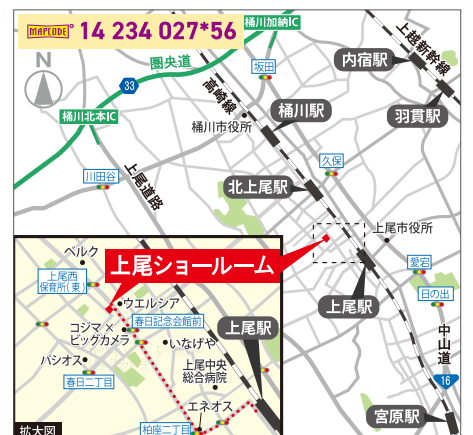 MAPCODE® 14 234 027*56
桶川加納IC
上越新幹線
内宿駅
羽貫駅
坂田
圏央道
N
33
高崎線
桶川駅
桶川北本IC
桶川市役所
久保
川田谷
上尾道路
北上尾駅
上尾市役所
愛宕
日の出
上尾駅
中山道
16
宮原駅
ベルク
上尾西
保育所(東)
上尾ショールーム
ウエルシア
春日記念会館前
コジマ×
ビッグカメラ
いなげや
上尾駅
パシオス
春日二丁目
上尾中央
総合病院
エネオス
柏座二丁目
拡大図